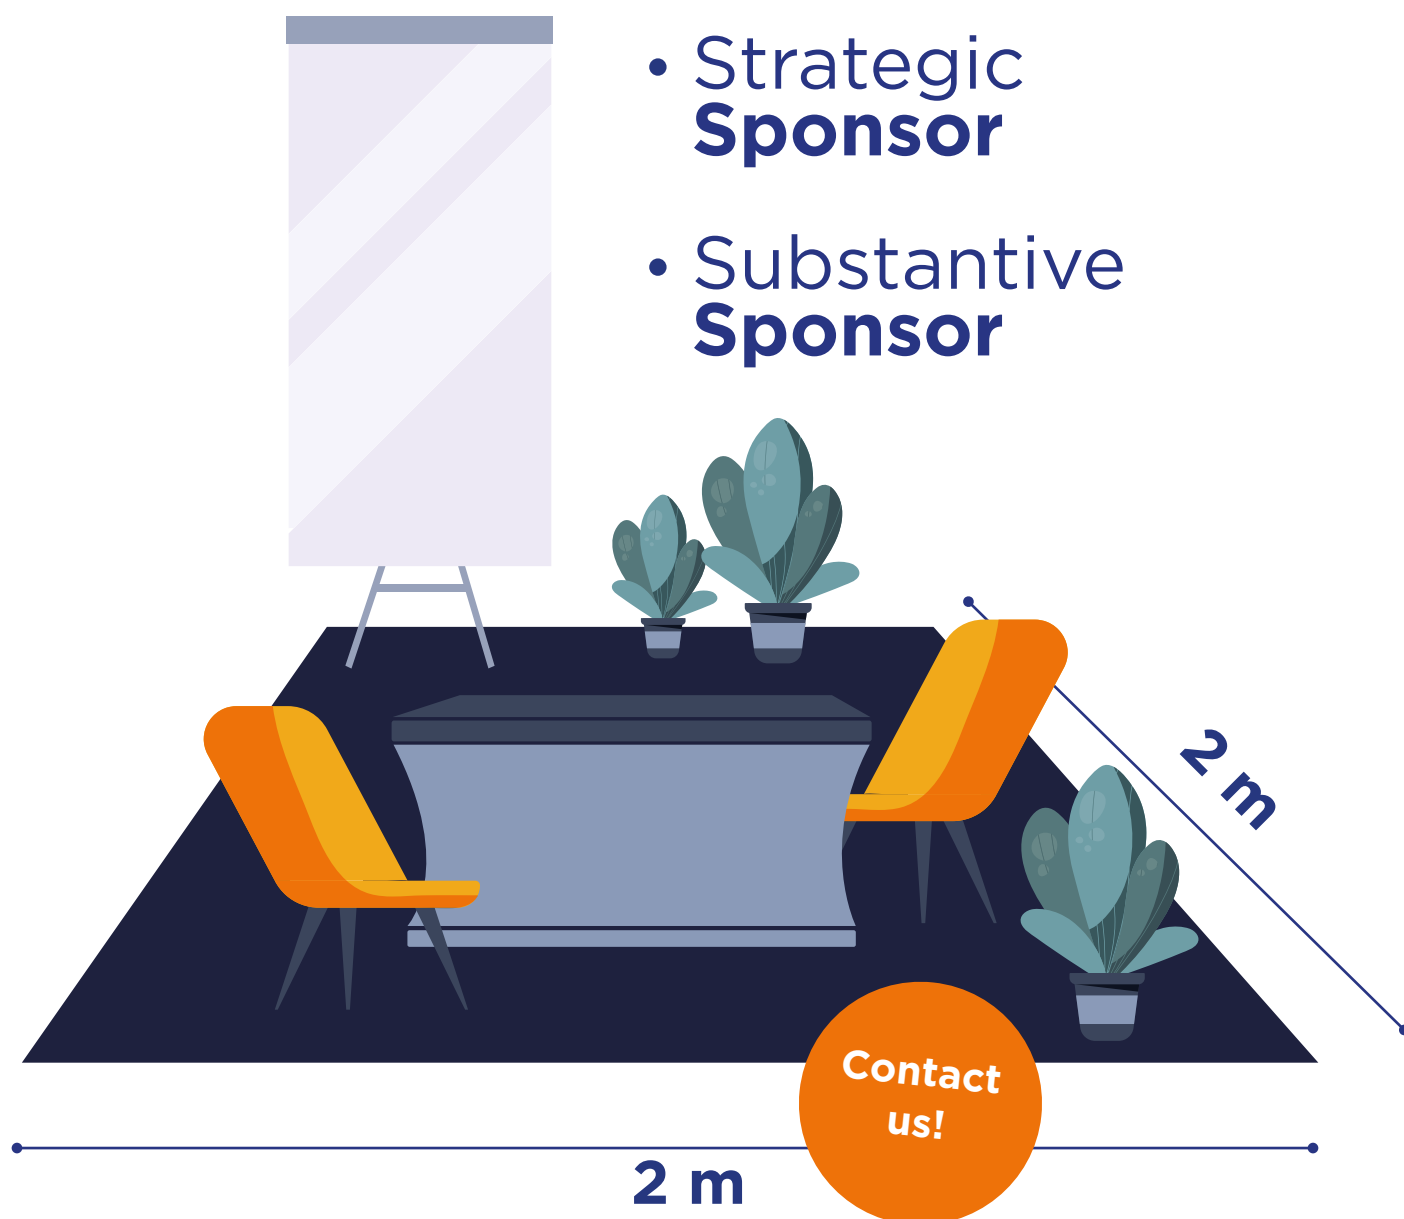 • Strategic
Sponsor
• Substantive
Sponsor
2 m
Contact
us!
2 m